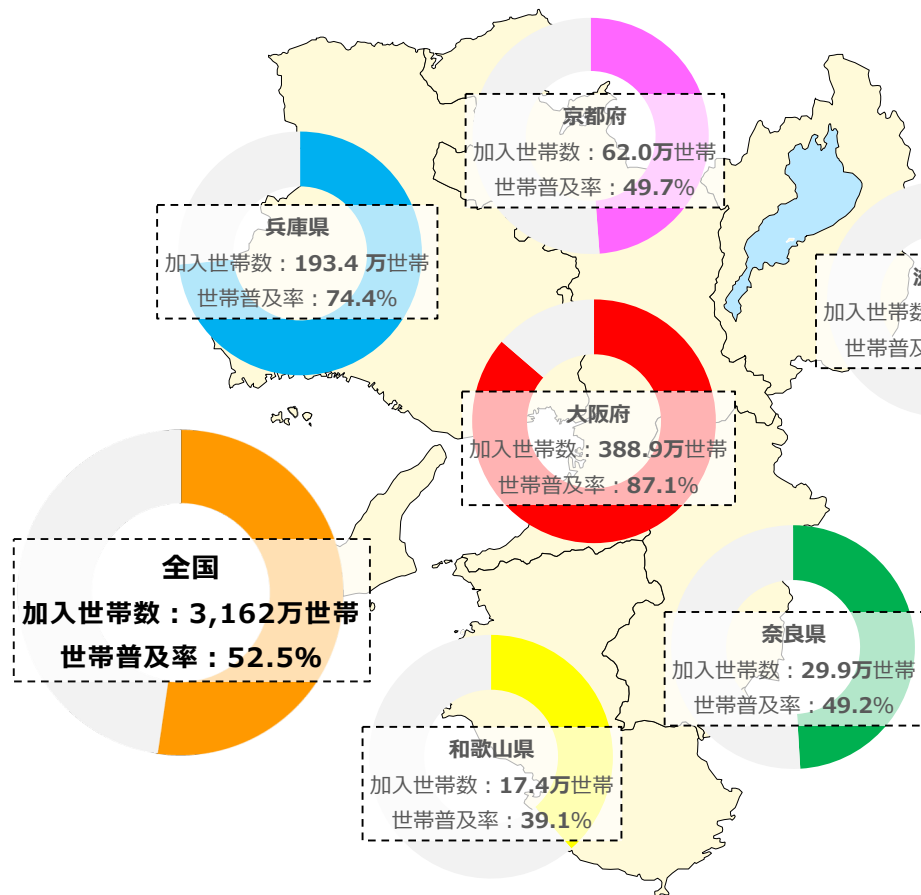 京都府
加入世帯数：62.0万世帯
世帯普及率：49.7%
兵庫県
加入世帯数：193.4 万世帯
世帯普及率：74.4%
加入世帯数
大阪府
加入世帯数：388.9万世帯
世帯普及率：87.1%
全国
加入世帯数：3,162万世帯
世帯普及率：52.5%
奈良県
加入世帯数：29.9万世帯
世帯普及率：49.2%
和歌山県
加入世帯数：17.4万世帯
世帯普及率：39.1%